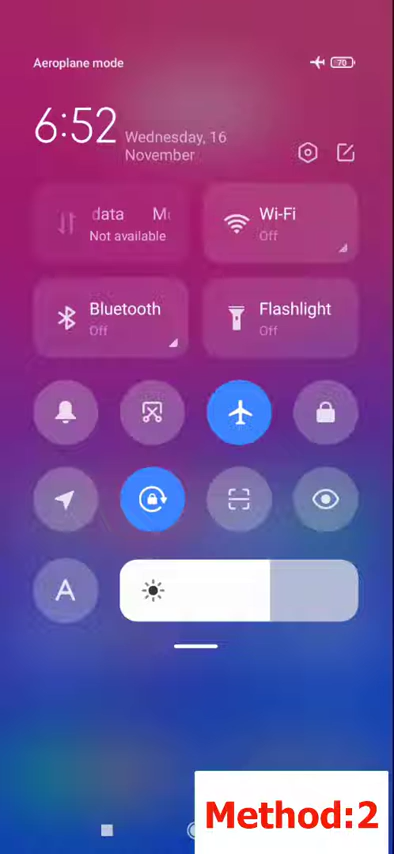 Aeroplane mode
70
6:52
Wednesday, 16
November
data
Not available
Wi-Fi
Off
Bluetooth
Off
Flashlight
Off
A
Method:2